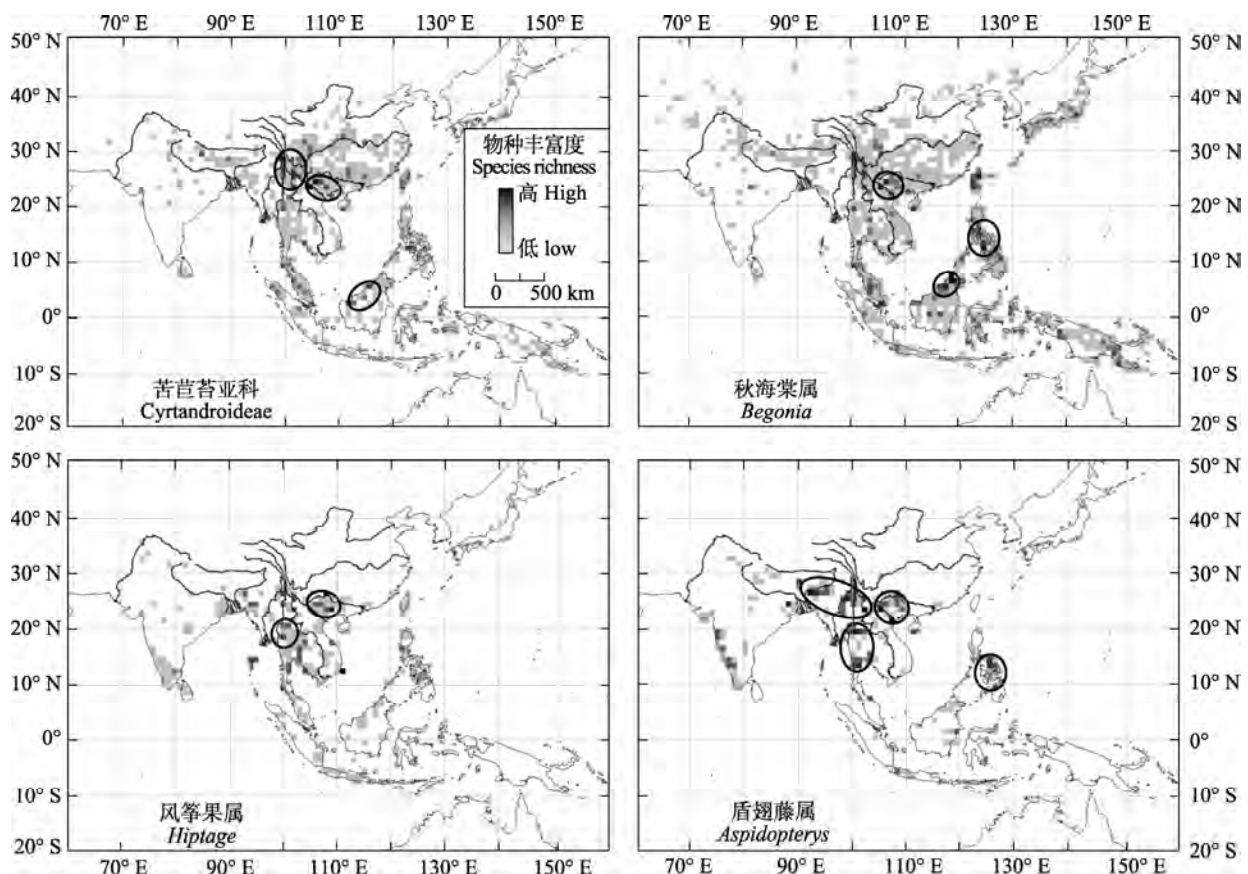 70° E 90° E 110° E 130° E 150° E
70° E 90° E 110° E 130° E 150° E
50° N
40° N
30° N
20° N
10° N
0°
10° S
20° S
物种丰富度
Species richness
高 High
低 low
0 500 km
苦苣苔亚科
Cyrtandroideae
秋海棠属
Begonia
50° N
40° N
30° N
20° N
10° N
0°
10° S
20° S
50° N
40° N
30° N
20° N
10° N
0°
10° S
20° S
风筝果属
Hiptage
盾翅藤属
Aspidopterys
50° N
40° N
30° N
20° N
10° N
0°
10° S
20° S
70° E 90° E 110° E 130° E 150° E
70° E 90° E 110° E 130° E 150° E